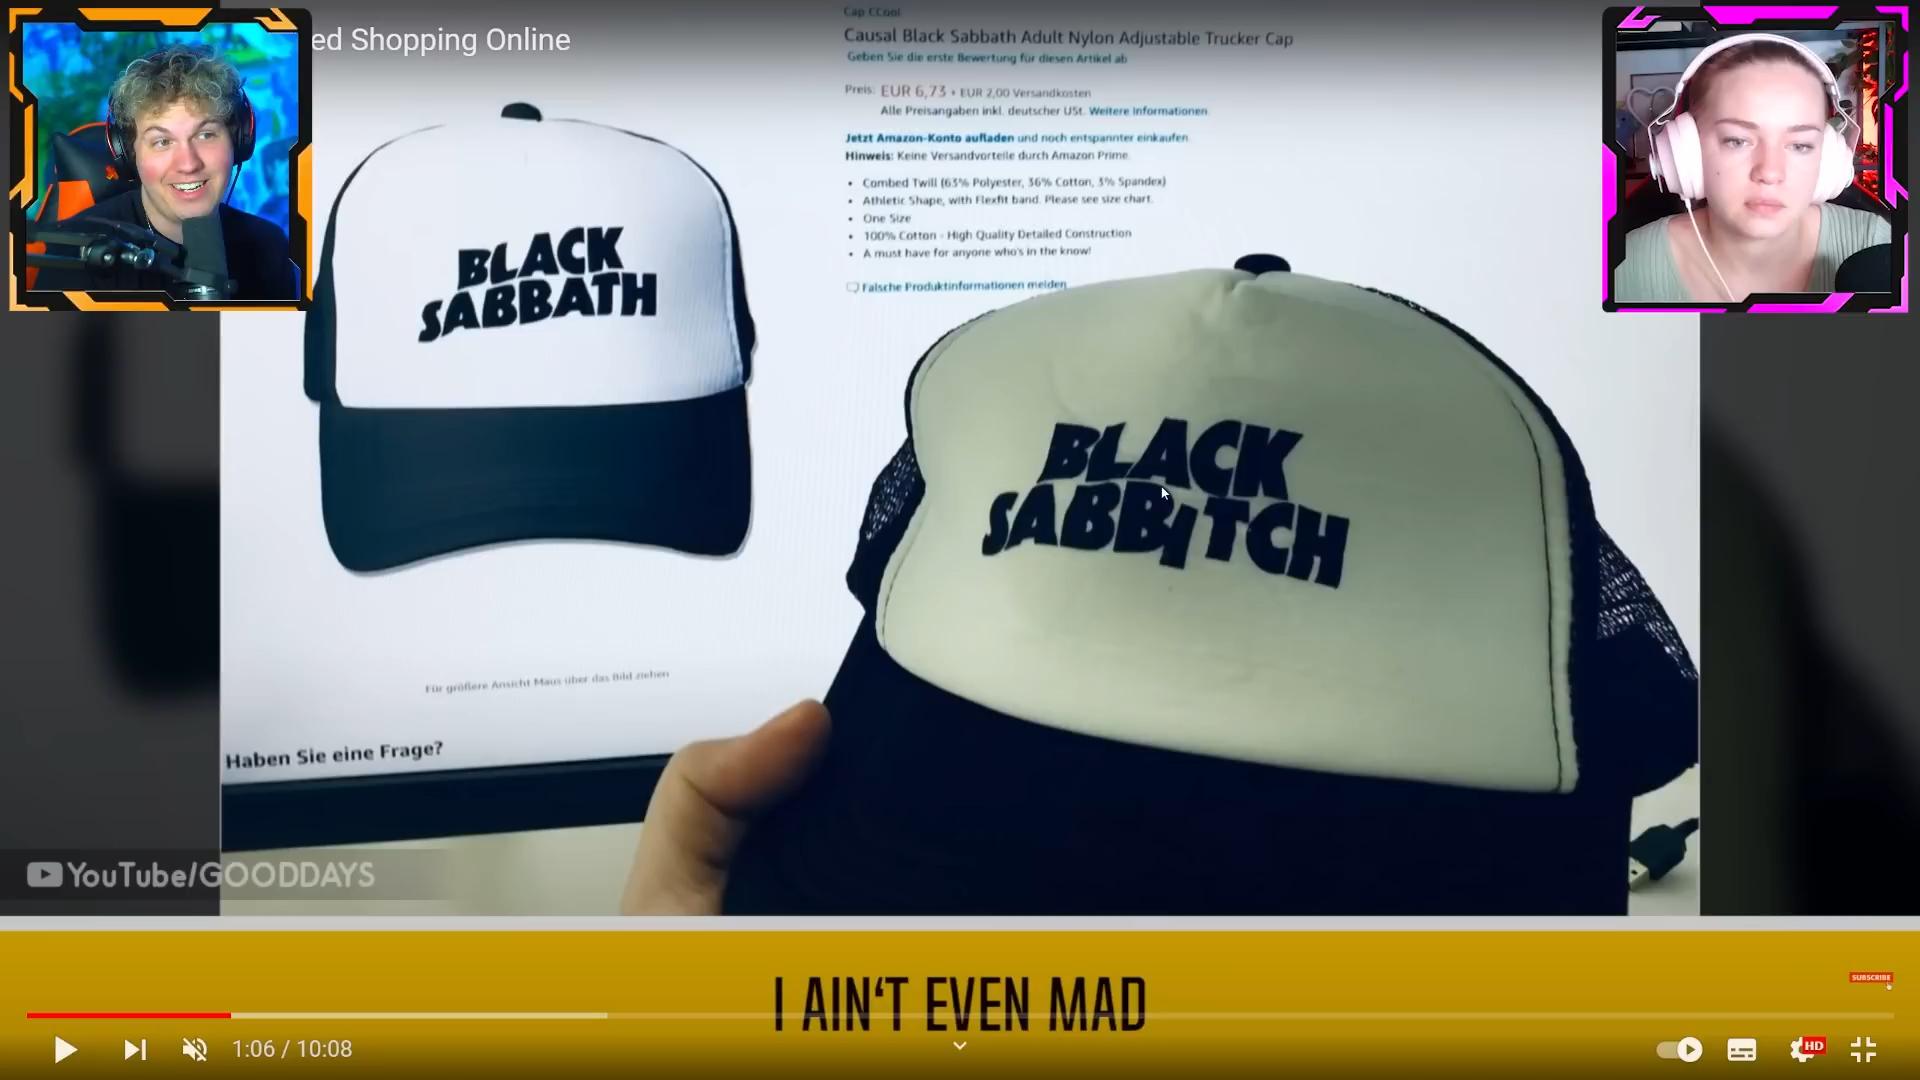 ed Shopping Online
Cap CCool
Causal Black Sabbath Adult Nylon Adjustable Trucker Cap
Geben Sie die erste Bewertung für diesen Artikel ab
Preis: EUR 6,73 + EUR 2,00 Versandkosten
Alle Preisangaben inkl. deutscher USt. Weitere Informationen.
Jetzt Amazon-Konto aufladen und noch entspannter einkaufen.
Hinweis: Keine Versandvorteile durch Amazon Prime.
• Combed Twill (63% Polyester, 36% Cotton, 3% Spandex)
• Athletic Shape, with Flexfit band. Please see size chart.
• One Size
• 100% Cotton - High Quality Detailed Construction
• A must have for anyone who's in the know!
Falsche Produktinformationen melden
BLACK
SABBATH
BLACK
SABBITCH
Für größere Ansicht Maus über das Bild ziehen
Haben Sie eine Frage?
YouTube/GOODDAYS
I AIN'T EVEN MAD
SUBSCRIBE
1:06 / 10:08
HD